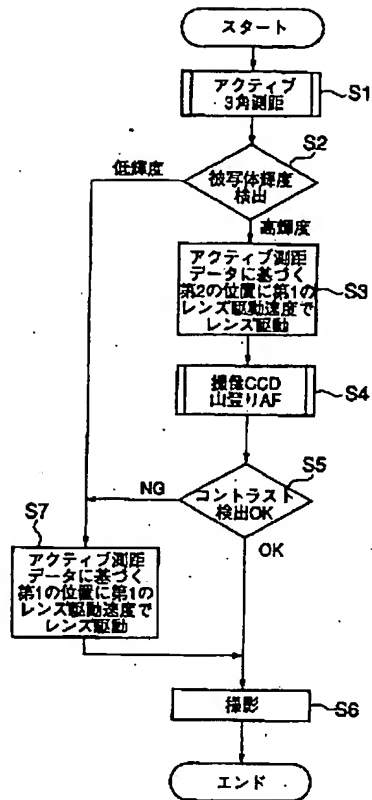 スタート
アクティブ
3角測距
S1
S2
被写体輝度
検出
低輝度
高輝度
アクティブ測距
データに基づく
第2の位置に第1の
レンズ駆動速度で
レンズ駆動
S3
撮像CCD
山登りAF
S4
S5
コントラスト
検出OK
NG
OK
S7
アクティブ測距
データに基づく
第1の位置に第1の
レンズ駆動速度で
レンズ駆動
撮影
S6
エンド